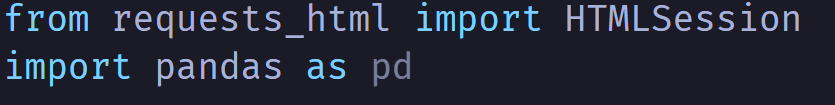 from requests_html import HTMLSession
import pandas as pd